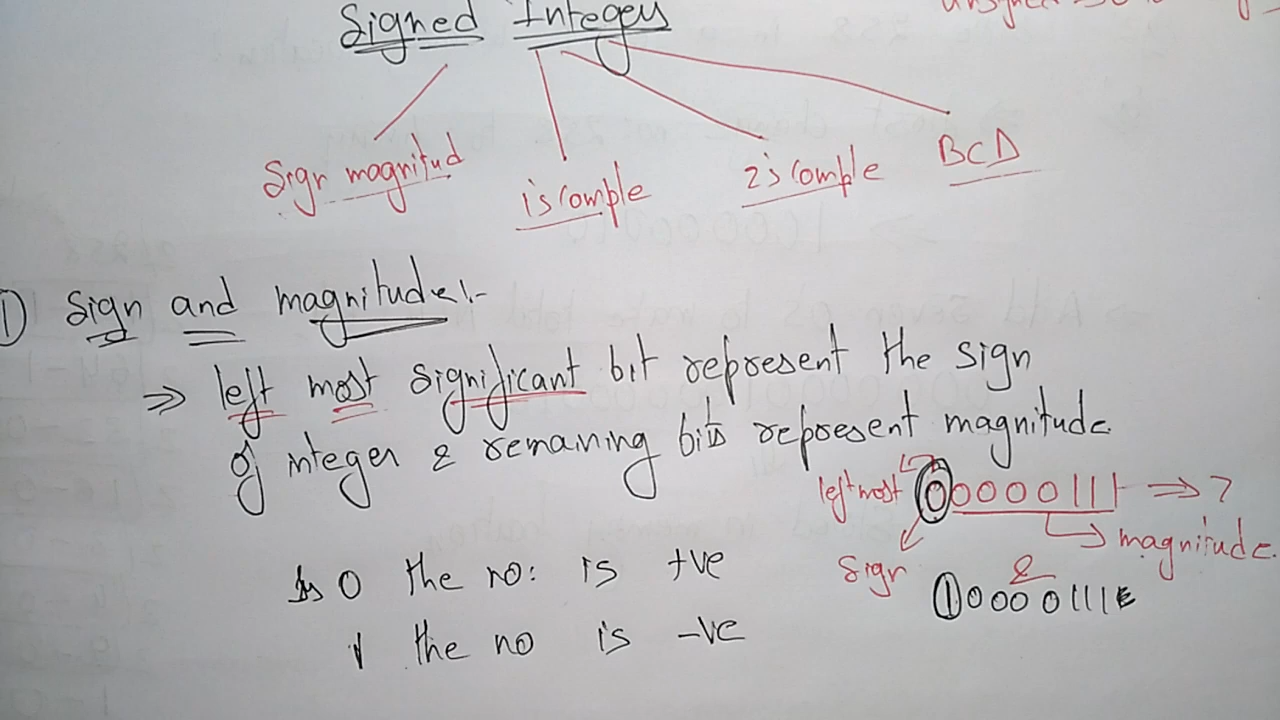 Signed Integers
Sign magnitud
1's comple
2's comple
BCD
1) Sign and magnitude:-
=> left most significant bit represent the sign
of integer & remaining bits represent magnitude.
left most 00000111 => 7
magnitude.
Sign
&
10000111
0 the no: is +ve
1 the no is -ve